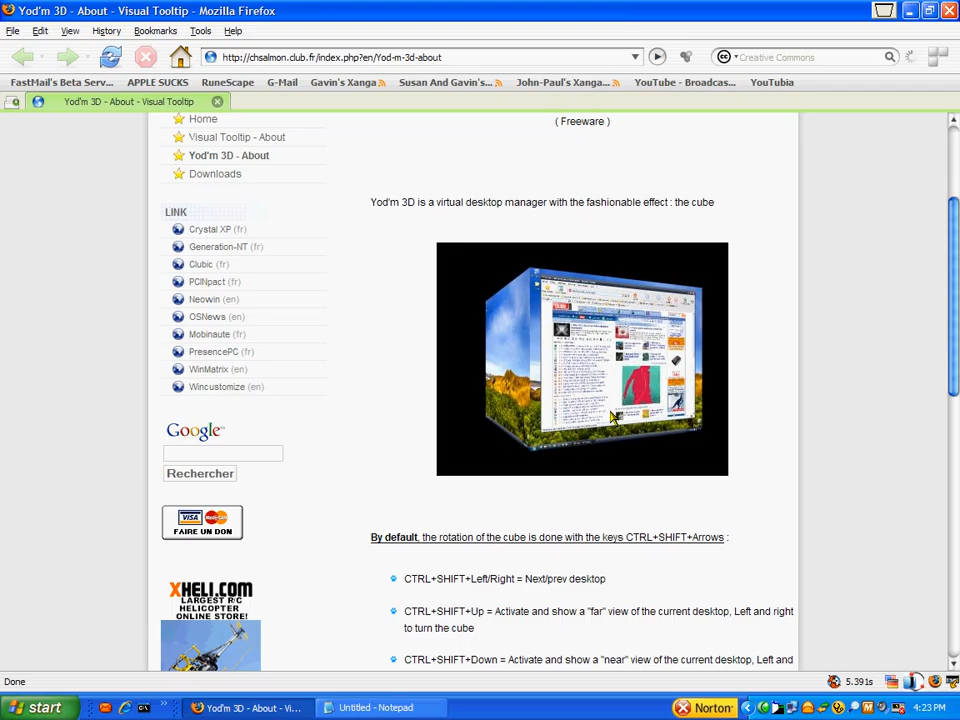 Yod'm 3D - About - Visual Tooltip - Mozilla Firefox
File Edit View History Bookmarks Tools Help
http://chsalmon.club.fr/index.php?en/Yod-m-3d-about
Creative Commons
FastMail's Beta Serv... APPLE SUCKS RuneScape G-Mail Gavin's Xanga Susan And Gavin's... John-Paul's Xanga... YouTube - Broadcas... YouTubia
Yod'm 3D - About - Visual Tooltip
Home
Visual Tooltip - About
Yod'm 3D - About
Downloads
LINK
Crystal XP (fr)
Generation-NT (fr)
Clubic (fr)
PCINpact (fr)
Neowin (en)
OSNews (en)
Mobinaute (fr)
PresencePC (fr)
WinMatrix (en)
Wincustomize (en)
Google
Rechercher
VISA MasterCard
FAIRE UN DON
XHELI.COM
LARGEST R/C
HELICOPTER
ONLINE STORE!
( Freeware )
Yod'm 3D is a virtual desktop manager with the fashionable effect : the cube
By default, the rotation of the cube is done with the keys CTRL+SHIFT+Arrows :
CTRL+SHIFT+Left/Right = Next/prev desktop
CTRL+SHIFT+Up = Activate and show a "far" view of the current desktop, Left and right
to turn the cube
CTRL+SHIFT+Down = Activate and show a "near" view of the current desktop, Left and
Done
5.391s
start
Yod'm 3D - About - Vi...
Untitled - Notepad
Norton
4:23 PM